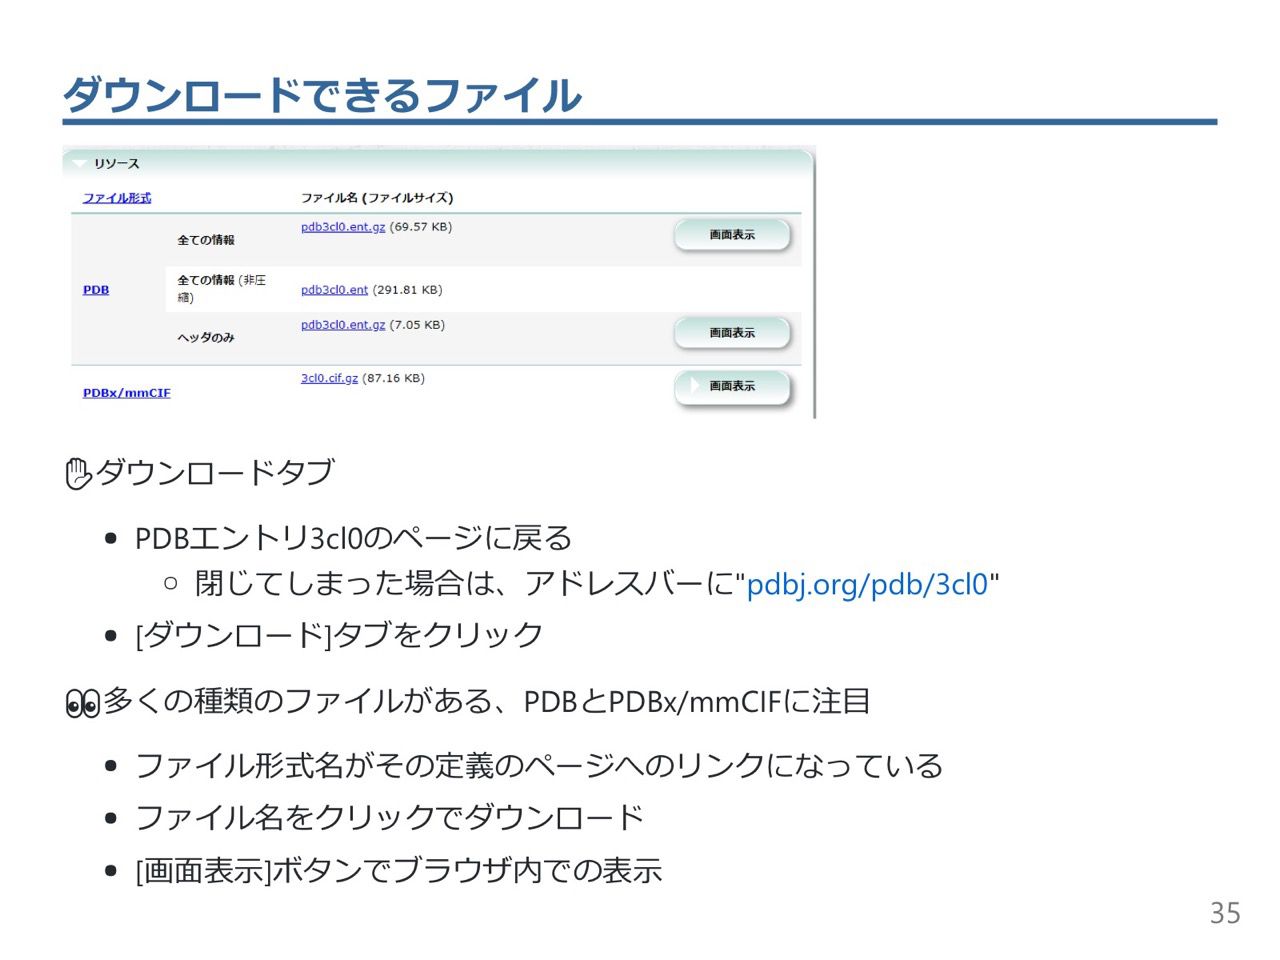 ダウンロードできるファイル
リソース
ファイル形式 ファイル名 (ファイルサイズ)
全ての情報 pdb3cl0.ent.gz (69.57 KB) 画面表示
PDB 全ての情報 (非圧縮) pdb3cl0.ent (291.81 KB)
ヘッダのみ pdb3cl0.ent.gz (7.05 KB) 画面表示
PDBx/mmCIF 3cl0.cif.gz (87.16 KB) 画面表示
✋ダウンロードタブ
• PDBエントリ3cl0のページに戻る
○ 閉じてしまった場合は、アドレスバーに"pdbj.org/pdb/3cl0"
• [ダウンロード]タブをクリック
👀多くの種類のファイルがある、PDBとPDBx/mmCIFに注目
• ファイル形式名がその定義のページへのリンクになっている
• ファイル名をクリックでダウンロード
• [画面表示]ボタンでブラウザ内での表示
35